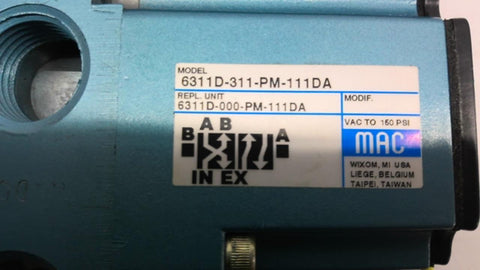 MODEL
6311D-311-PM-111DA
REPL. UNIT
6311D-000-PM-111DA
MODIF.
VAC TO 150 PSI
B A B A
IN EX
MAC
WIXOM, MI USA
LIEGE, BELGIUM
TAIPEI, TAIWAN